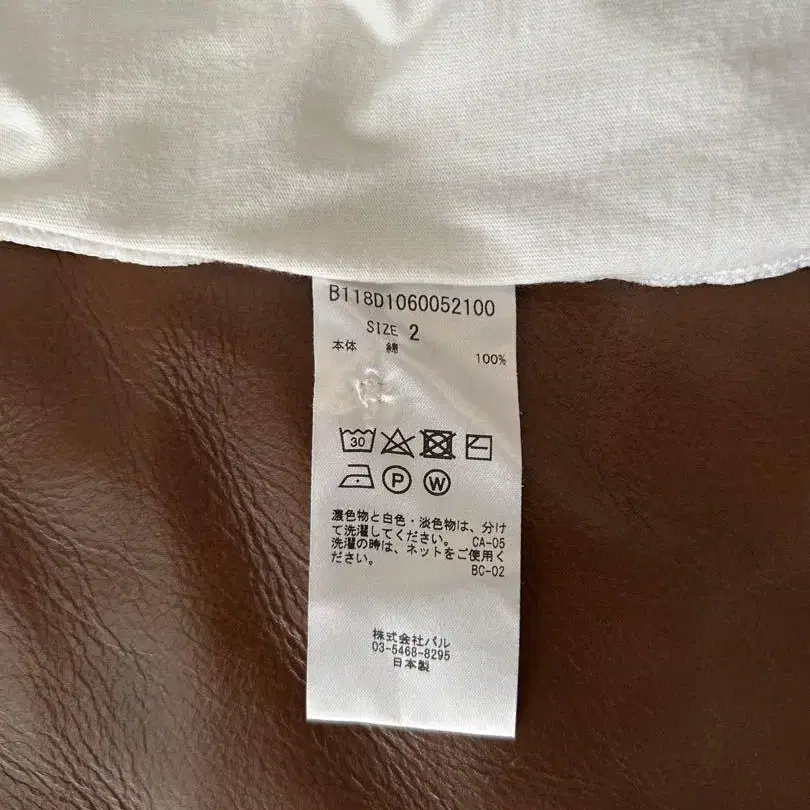 B118D1060052100
SIZE 2
本体 綿
100%
30
P W
濃色物と白色・淡色物は、分け
て洗濯してください。 CA-05
洗濯の時は、ネットをご使用く
ださい。 BC-02
株式会社パル
03-5468-8295
日本製